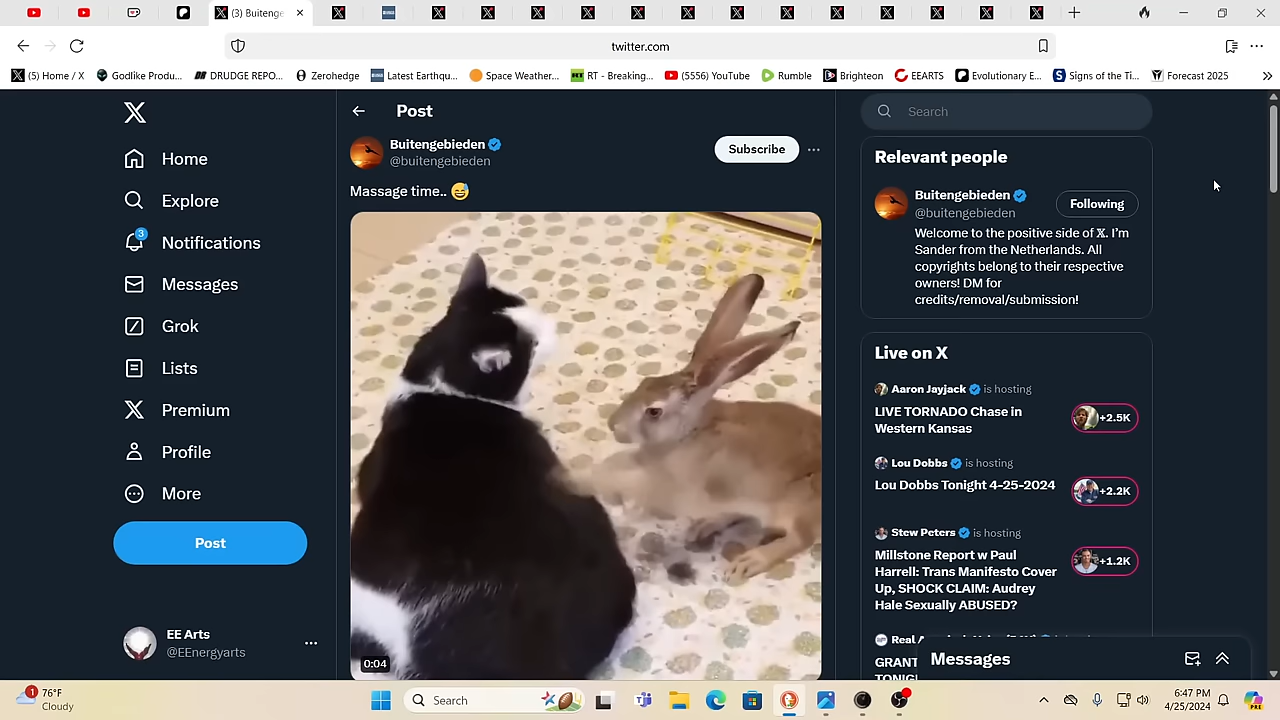 (3) Buitenge
twitter.com
(5) Home / X
Godlike Produ...
DRUDGE REPO...
Zerohedge
Latest Earthqu...
Space Weather...
RT - Breaking...
(5556) YouTube
Rumble
Brighteon
EEARTS
Evolutionary E...
Signs of the Ti...
Forecast 2025
Home
Explore
3
Notifications
Messages
Grok
Lists
Premium
Profile
More
Post
EE Arts
@EEnergyarts
Post
Buitengebieden
@buitengebieden
Subscribe
Massage time.. 😅
0:04
Search
Relevant people
Buitengebieden
@buitengebieden
Following
Welcome to the positive side of 𝕏. I'm
Sander from the Netherlands. All
copyrights belong to their respective
owners! DM for
credits/removal/submission!
Live on X
Aaron Jayjack is hosting
LIVE TORNADO Chase in
Western Kansas
+2.5K
Lou Dobbs is hosting
Lou Dobbs Tonight 4-25-2024
+2.2K
Stew Peters is hosting
Millstone Report w Paul
Harrell: Trans Manifesto Cover
Up, SHOCK CLAIM: Audrey
Hale Sexually ABUSED?
+1.2K
Messages
1
76°F
Cloudy
Search
6:47 PM
4/25/2024